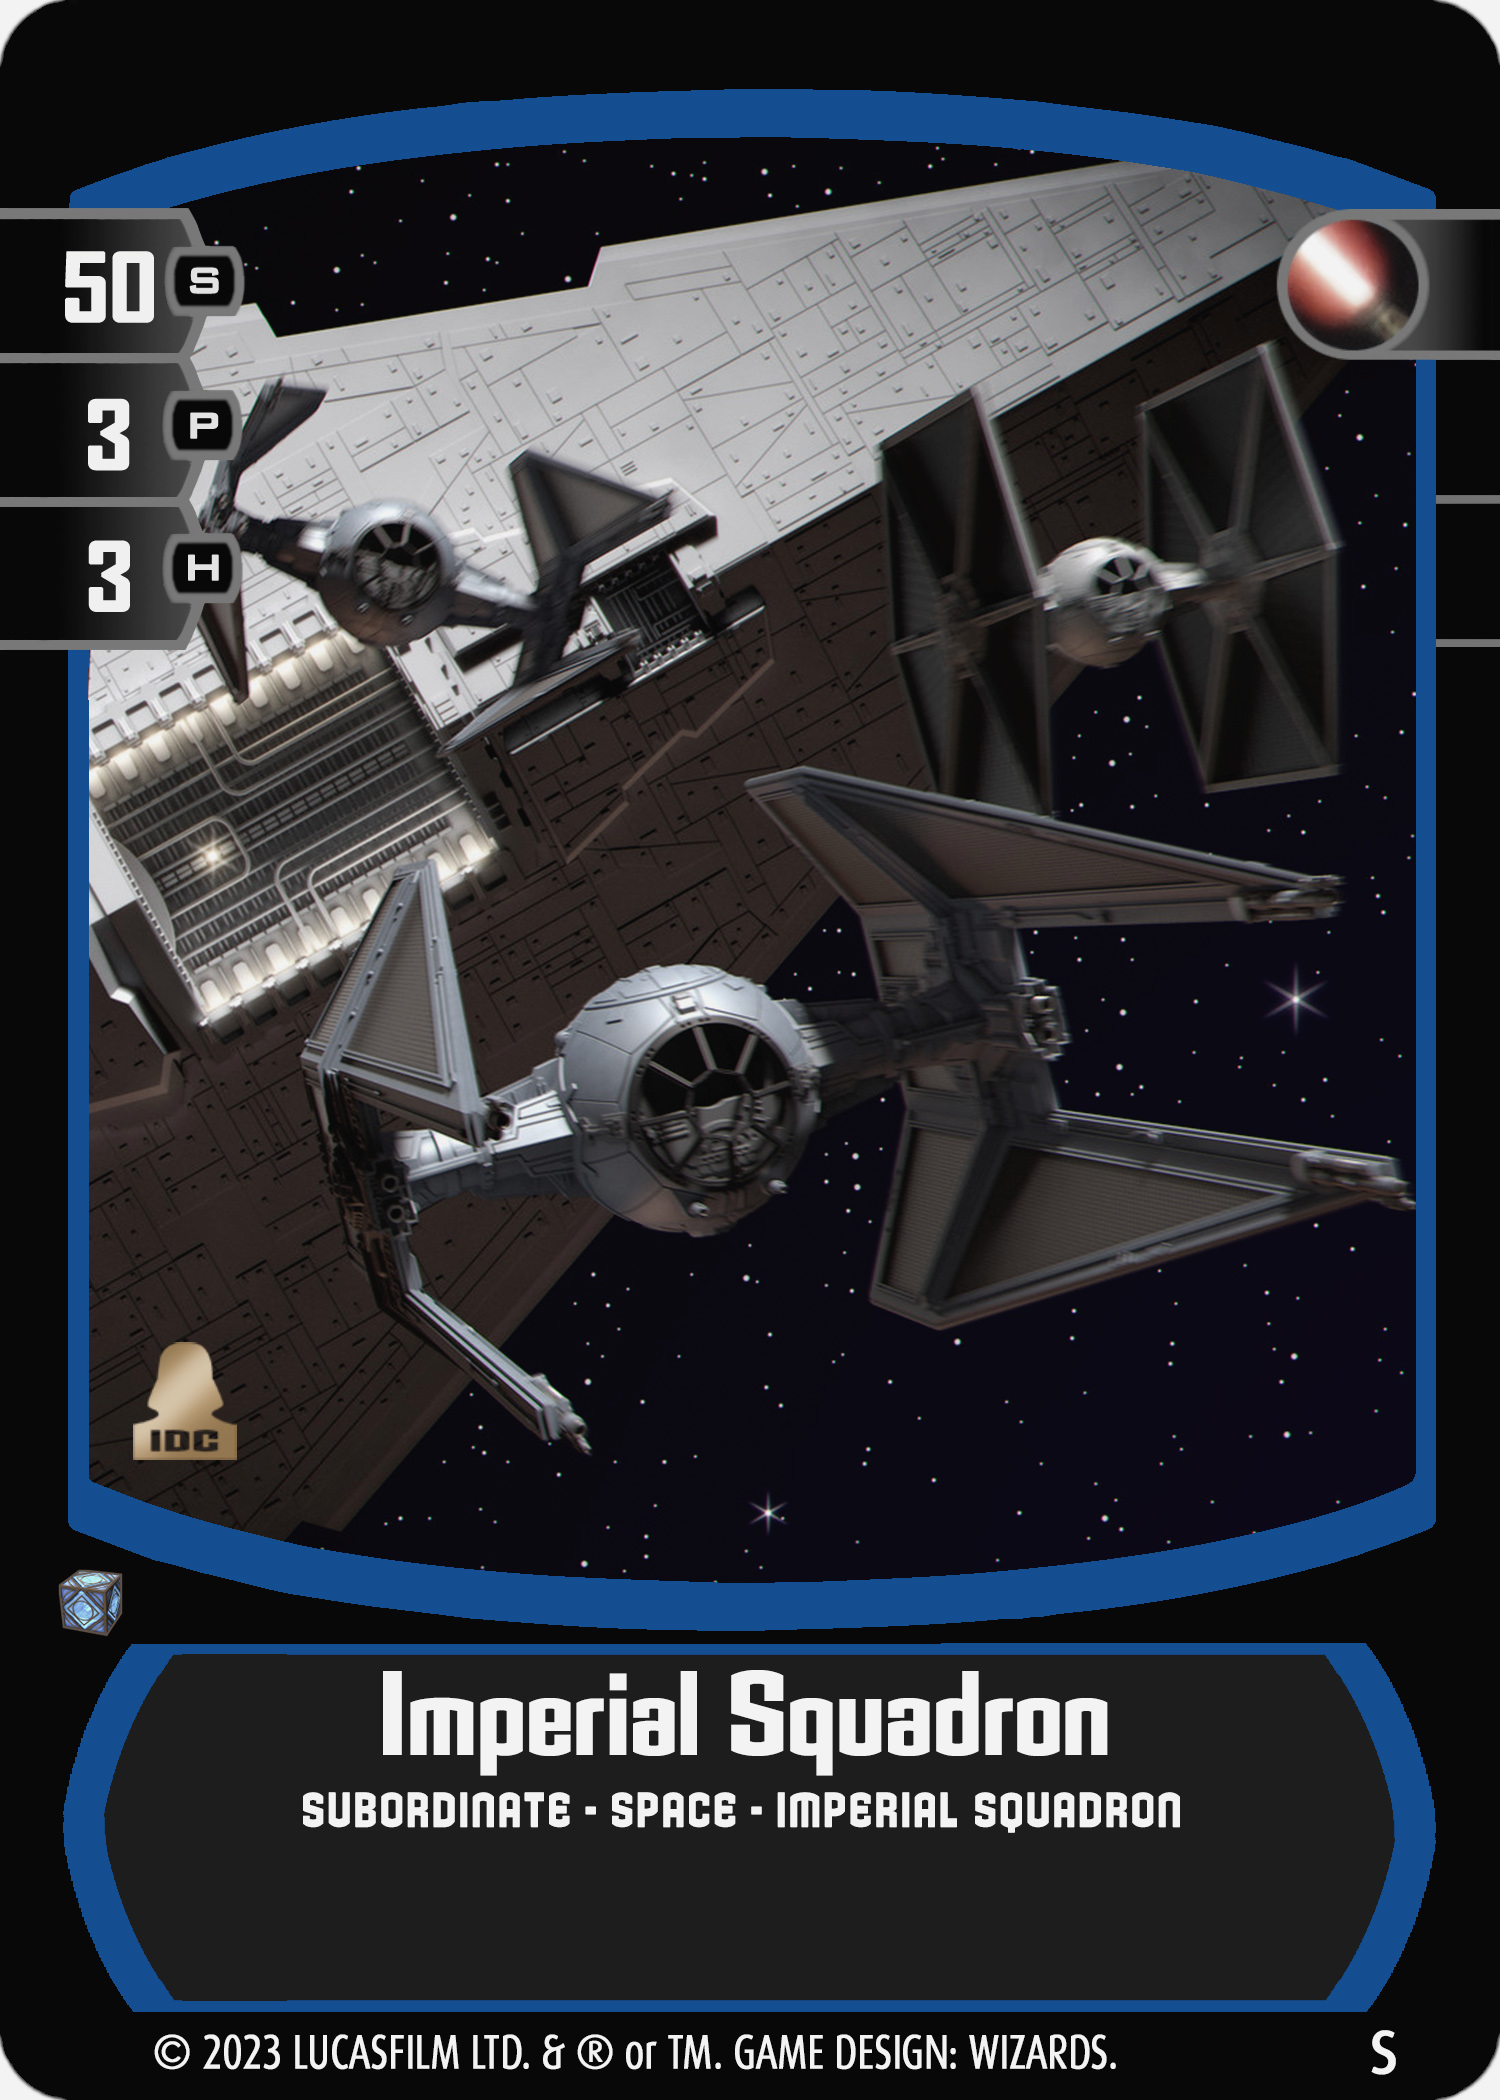 50 S
3 P
3 H
IDC
Imperial Squadron
SUBORDINATE - SPACE - IMPERIAL SQUADRON
© 2023 LUCASFILM LTD. & ® or TM. GAME DESIGN: WIZARDS. S